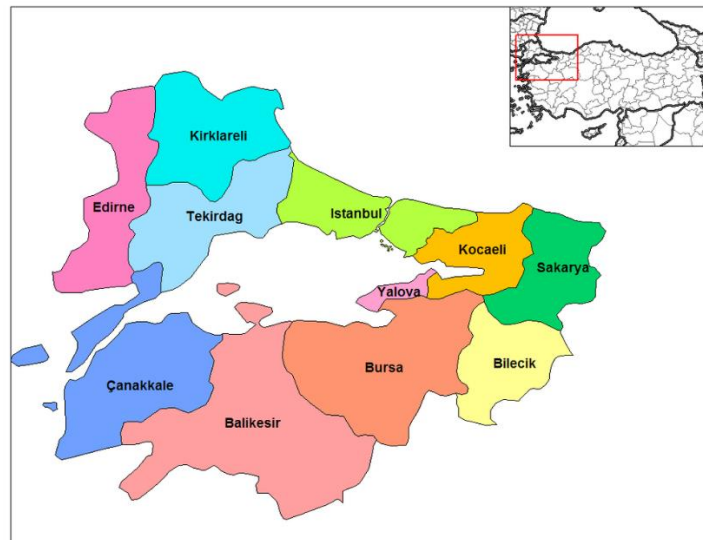 Kirklareli
Edirne
Tekirdag
Istanbul
Kocaeli
Sakarya
Yalova
Çanakkale
Balikesir
Bursa
Bilecik